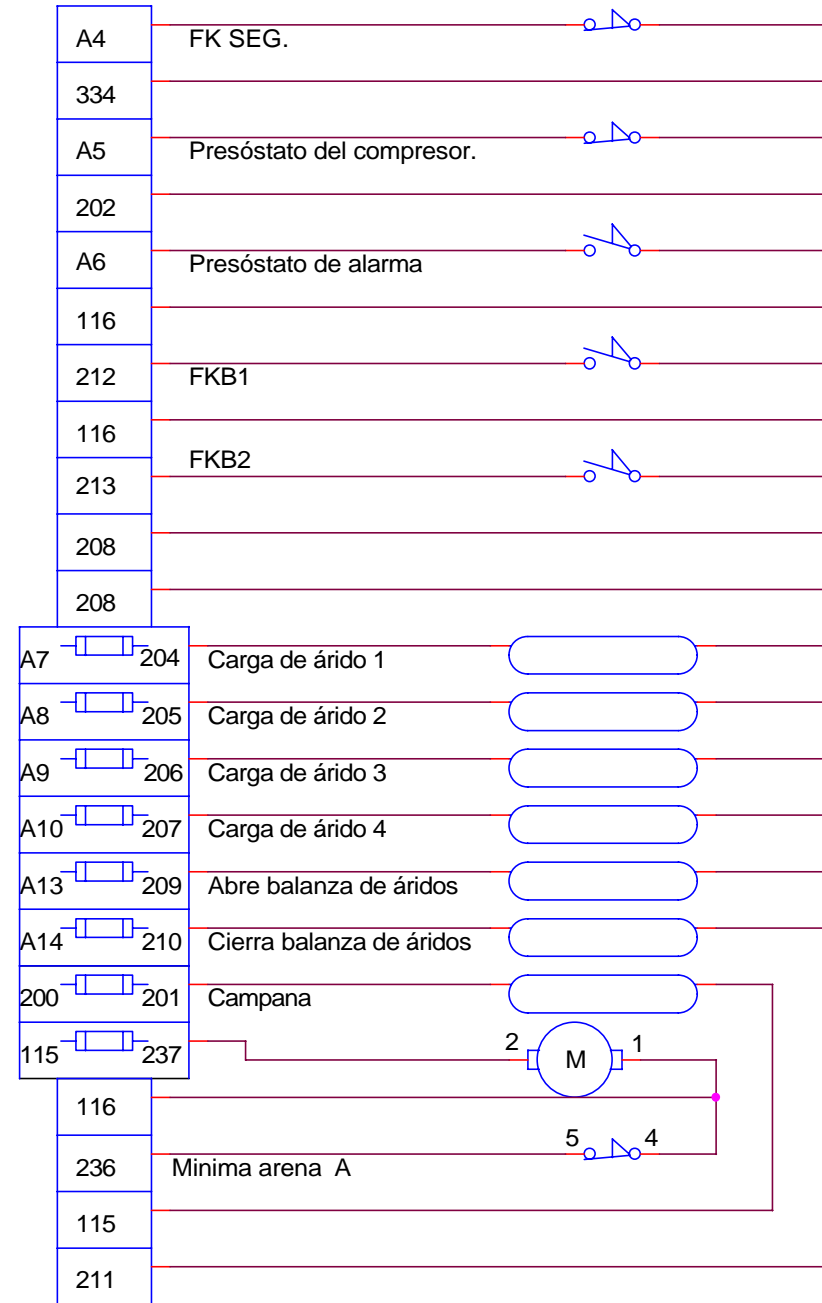 A4 FK SEG.
334
A5 Presóstato del compresor.
202
A6 Presóstato de alarma
116
212 FKB1
116
FKB2
213
208
208
A7 204 Carga de árido 1
A8 205 Carga de árido 2
A9 206 Carga de árido 3
A10 207 Carga de árido 4
A13 209 Abre balanza de áridos
A14 210 Cierra balanza de áridos
200 201 Campana
115 237 2 M 1
116
5 4
236 Minima arena A
115
211